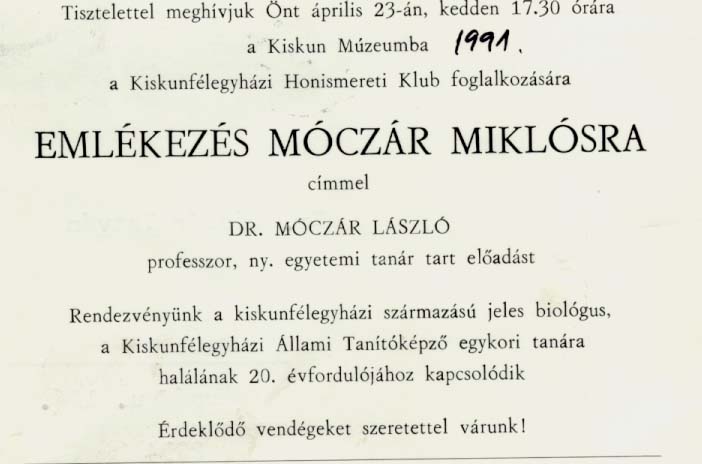 Tisztelettel meghívjuk Önt április 23-án, kedden 17.30 órára
a Kiskun Múzeumba 1991.
a Kiskunfélegyházi Honismereti Klub foglalkozására
EMLÉKEZÉS MÓCZÁR MIKLÓSRA
címmel
DR. MÓCZÁR LÁSZLÓ
professzor, ny. egyetemi tanár tart előadást
Rendezvényünk a kiskunfélegyházi származású jeles biológus,
a Kiskunfélegyházi Állami Tanítóképző egykori tanára
halálának 20. évfordulójához kapcsolódik
Érdeklődő vendégeket szeretettel várunk!